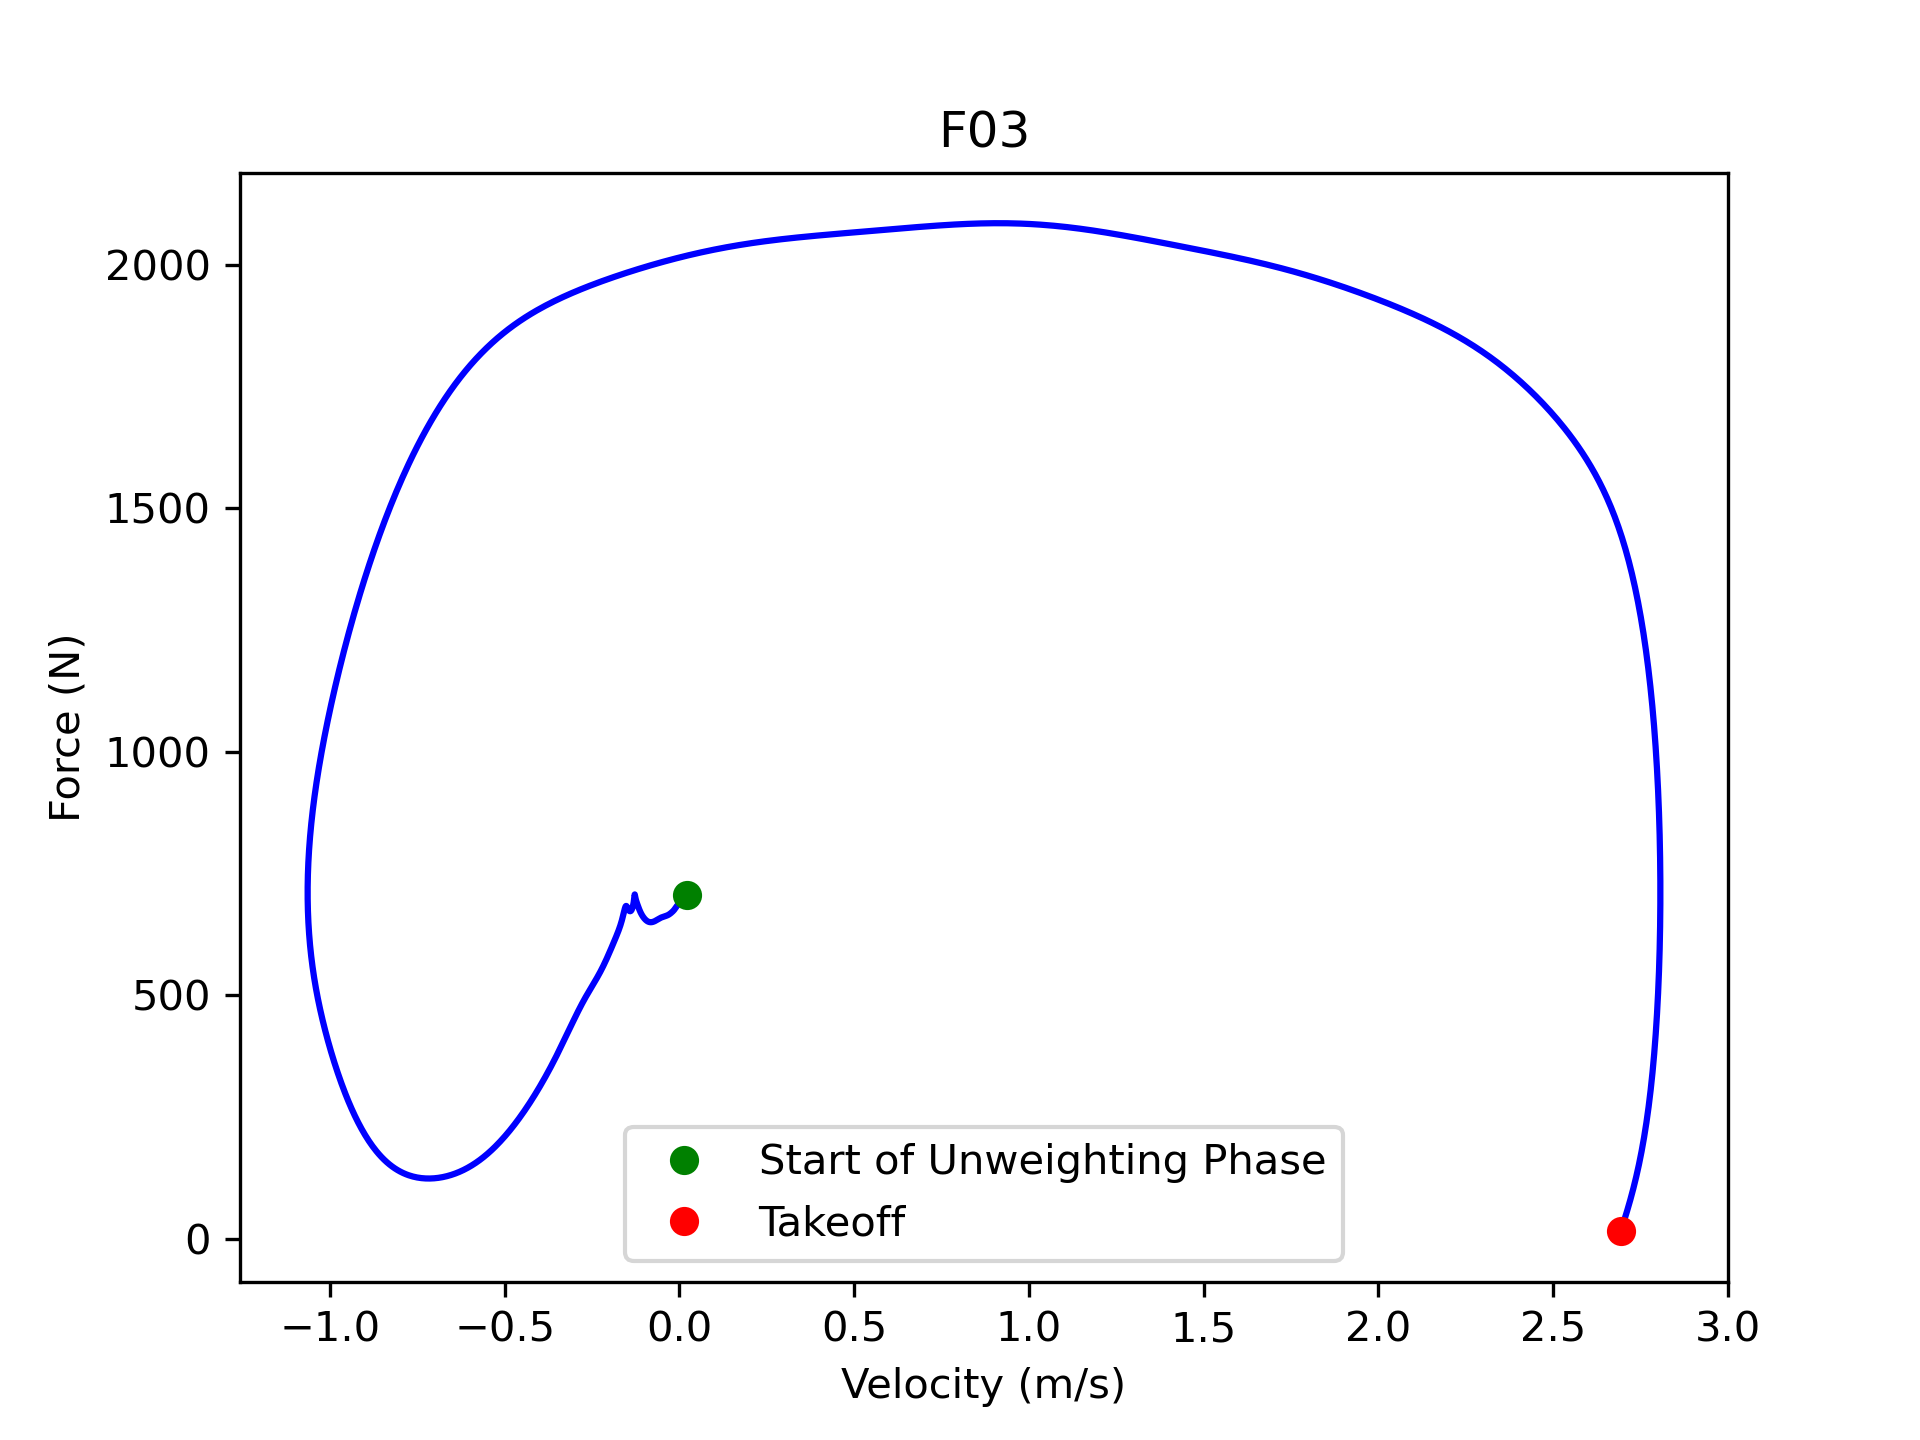 F03
2000
1500
1000
500
0
Force (N)
−1.0 −0.5 0.0 0.5 1.0 1.5 2.0 2.5 3.0
Velocity (m/s)
Start of Unweighting Phase
Takeoff